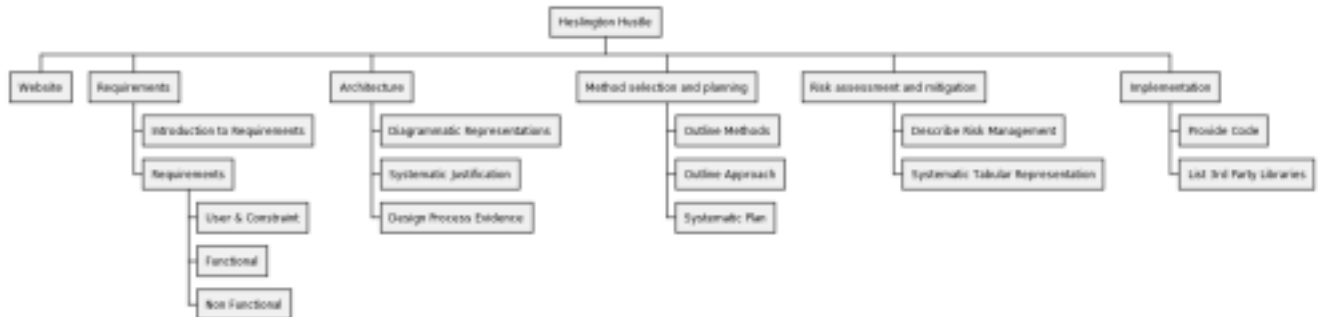 Heslington Hustle
Website
Requirements
Architecture
Method selection and planning
Risk assessment and mitigation
Implementation
Introduction to Requirements
Diagrammatic Representations
Outline Methods
Describe Risk Management
Provide Code
Requirements
Systematic Justification
Outline Approach
Systematic Tabular Representation
List 3rd Party Libraries
User & Constraint
Design Process Evidence
Systematic Plan
Functional
Non Functional